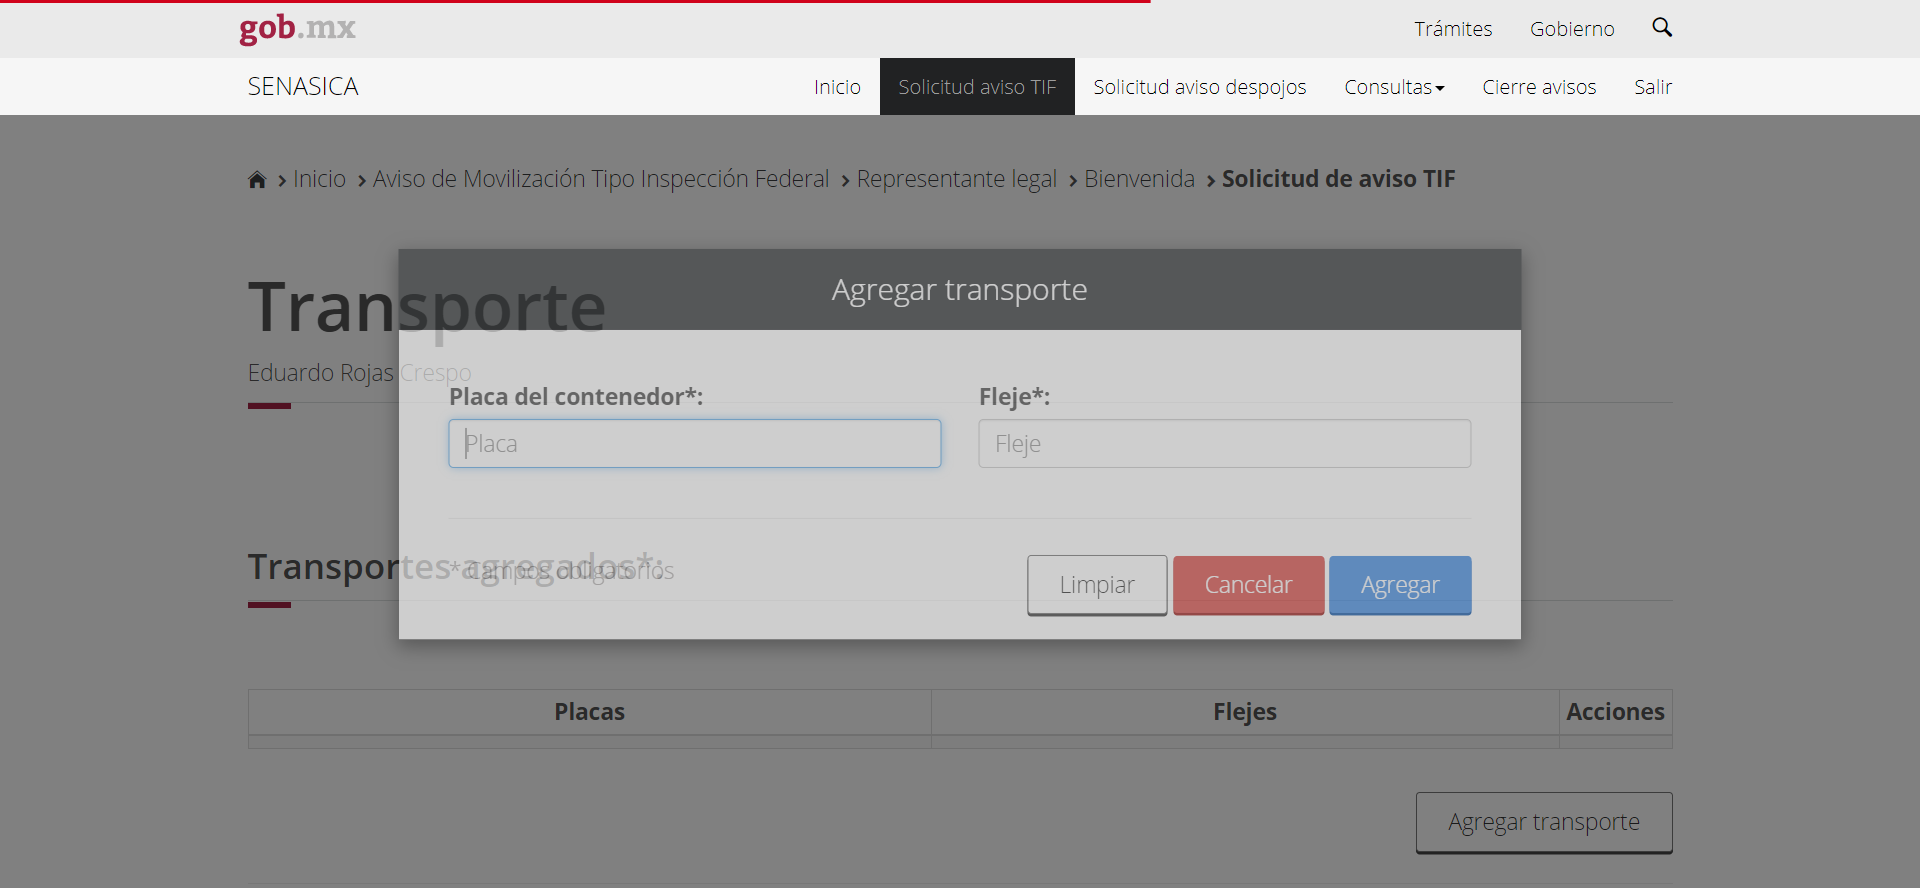 gob.mx
Trámites Gobierno
SENASICA
Inicio Solicitud aviso TIF Solicitud aviso despojos Consultas Cierre avisos Salir
Inicio Aviso de Movilización Tipo Inspección Federal Representante legal Bienvenida Solicitud de aviso TIF
Agregar transporte
Transporte
Eduardo Rojas Crespo
Placa del contenedor*: Fleje*:
Placa Fleje
Transportes agregados*:
* Campos obligatorios
Limpiar Cancelar Agregar
Placas Flejes Acciones
Agregar transporte